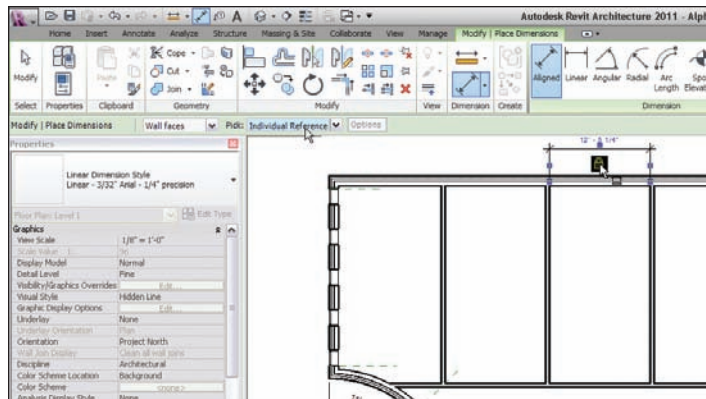 Autodesk Revit Architecture 2011 - Alph
Home Insert Annotate Analyze Structure Massing & Site Collaborate View Manage Modify | Place Dimensions
Modify
Paste
Cope
Cut
Join
Aligned Linear Angular Radial Arc Length Spo Elevat
Select Properties Clipboard Geometry Modify View Dimension Create Dimension
Modify | Place Dimensions Wall faces Pick: Individual Reference Options
Properties
Linear Dimension Style
Linear - 3/32" Arial - 1/4" precision
Floor Plan: Level 1 Edit Type
Graphics
View Scale 1/8" = 1'-0"
Scale Value 1: 96
Display Model Normal
Detail Level Fine
Visibility/Graphics Overrides Edit...
Visual Style Hidden Line
Graphic Display Options Edit...
Underlay None
Underlay Orientation Plan
Orientation Project North
Wall Join Display Clean all wall joins
Discipline Architectural
Color Scheme Location Background
Color Scheme <none>
Analysis Display Style None